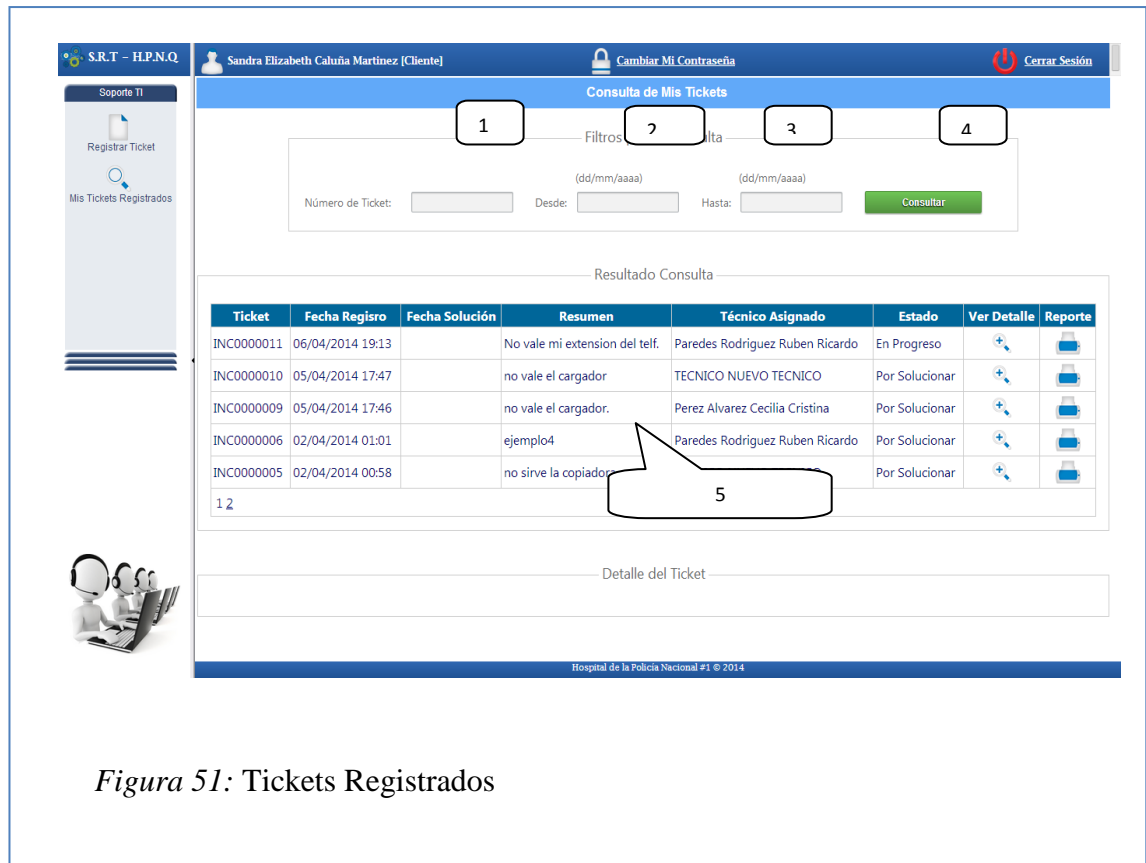 S.R.T – H.P.N.Q
Sandra Elizabeth Caluña Martínez [Cliente]
Cambiar Mi Contraseña
Cerrar Sesión
Soporte TI
Registrar Ticket
Mis Tickets Registrados
Consulta de Mis Tickets
1
2
3
4
Filtros
(dd/mm/aaaa) (dd/mm/aaaa)
Número de Ticket: Desde: Hasta: Consultar
Resultado Consulta
Ticket Fecha Regisro Fecha Solución Resumen Técnico Asignado Estado Ver Detalle Reporte
INC0000011 06/04/2014 19:13 No vale mi extension del telf. Paredes Rodriguez Ruben Ricardo En Progreso
INC0000010 05/04/2014 17:47 no vale el cargador TECNICO NUEVO TECNICO Por Solucionar
INC0000009 05/04/2014 17:46 no vale el cargador. Perez Alvarez Cecilia Cristina Por Solucionar
INC0000006 02/04/2014 01:01 ejemplo4 Paredes Rodriguez Ruben Ricardo Por Solucionar
INC0000005 02/04/2014 00:58 no sirve la copiadora Por Solucionar
5
1 2
Detalle del Ticket
Hospital de la Policía Nacional #1 © 2014
Figura 51: Tickets Registrados